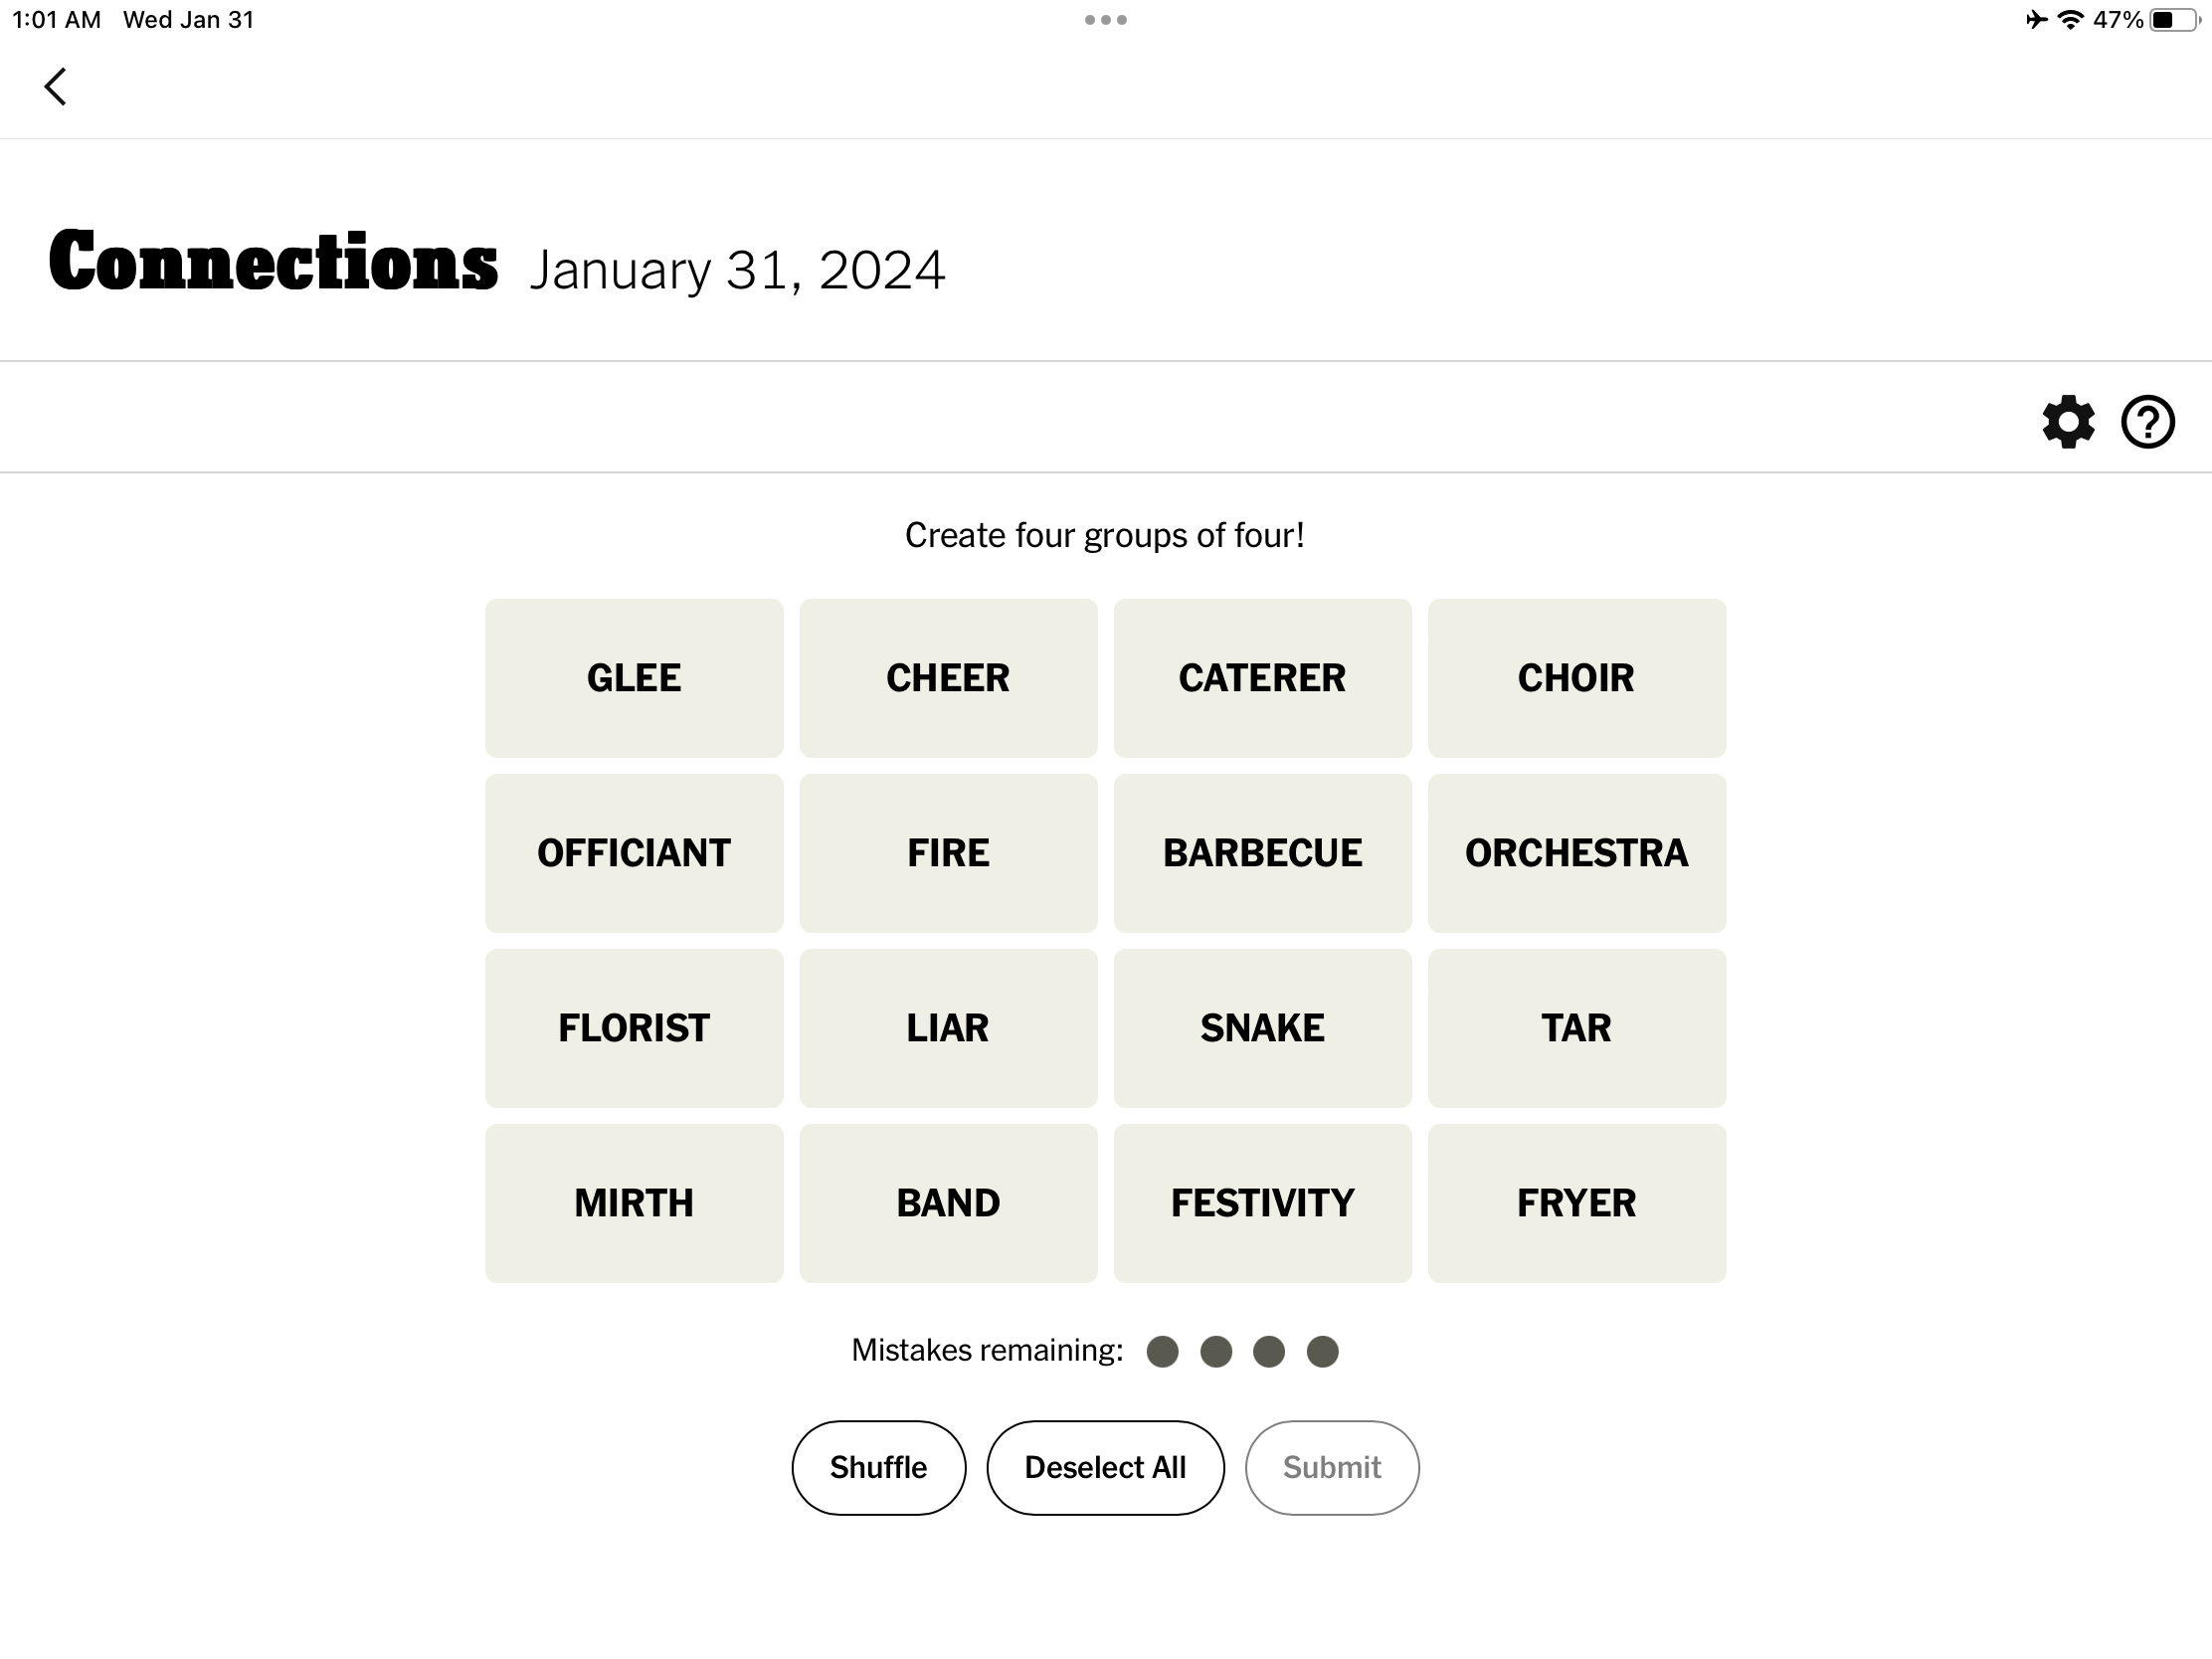 1:01 AM Wed Jan 31 47%
Connections January 31, 2024
Create four groups of four!
GLEE CHEER CATERER CHOIR
OFFICIANT FIRE BARBECUE ORCHESTRA
FLORIST LIAR SNAKE TAR
MIRTH BAND FESTIVITY FRYER
Mistakes remaining:
Shuffle Deselect All Submit